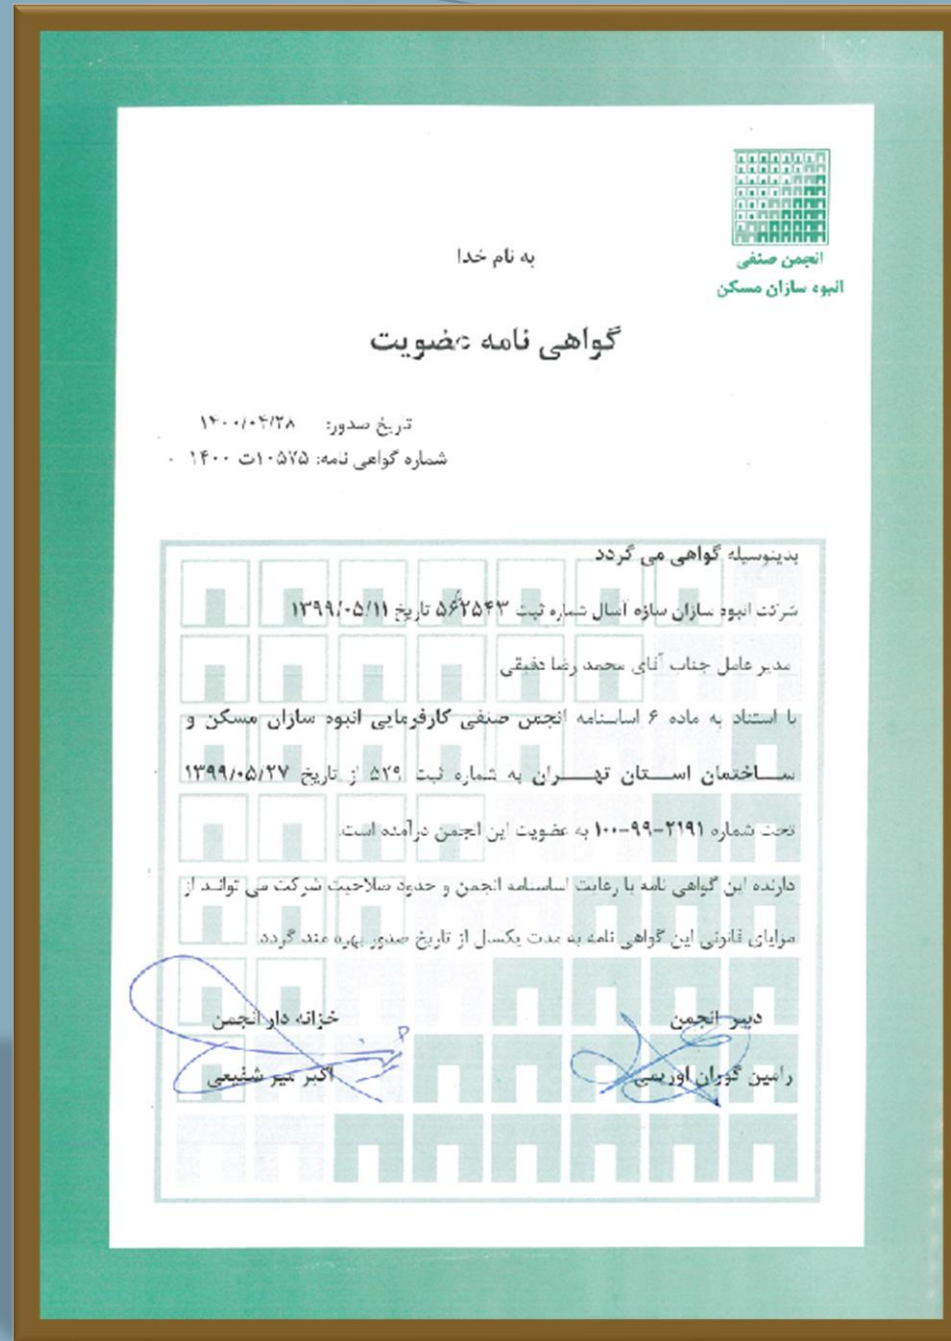 انجمن صنفی
انبوه سازان مسکن
به نام خدا
گواهی نامه عضویت
تاریخ صدور: ۱۴۰۰/۰۴/۲۸
شماره گواهی نامه: ۱۰۵۷۵ت ۱۴۰۰
بدینوسیله گواهی می گردد
شرکت انبوه سازان سازه آسال شماره ثبت ۵۶۲۵۴۳ تاریخ ۱۳۹۹/۰۵/۱۱
مدیر عامل جناب آقای محمد رضا دقیقی
با استناد به ماده ۶ اساسنامه انجمن صنفی کارفرمایی انبوه سازان مسکن و
ساختمان استان تهران به شماره ثبت ۵۲۹ از تاریخ ۱۳۹۹/۰۵/۲۷
تحت شماره ۲۱۹۱-۹۹-۱۰۰ به عضویت این انجمن درآمده است.
دارنده این گواهی نامه با رعایت اساسنامه انجمن و حدود صلاحیت شرکت می تواند از
مزایای قانونی این گواهی نامه به مدت یکسال از تاریخ صدور بهره مند گردد.
دبیر انجمن
خزانه دار انجمن
رامین گوران اوریمی
اکبر میر شفیعی